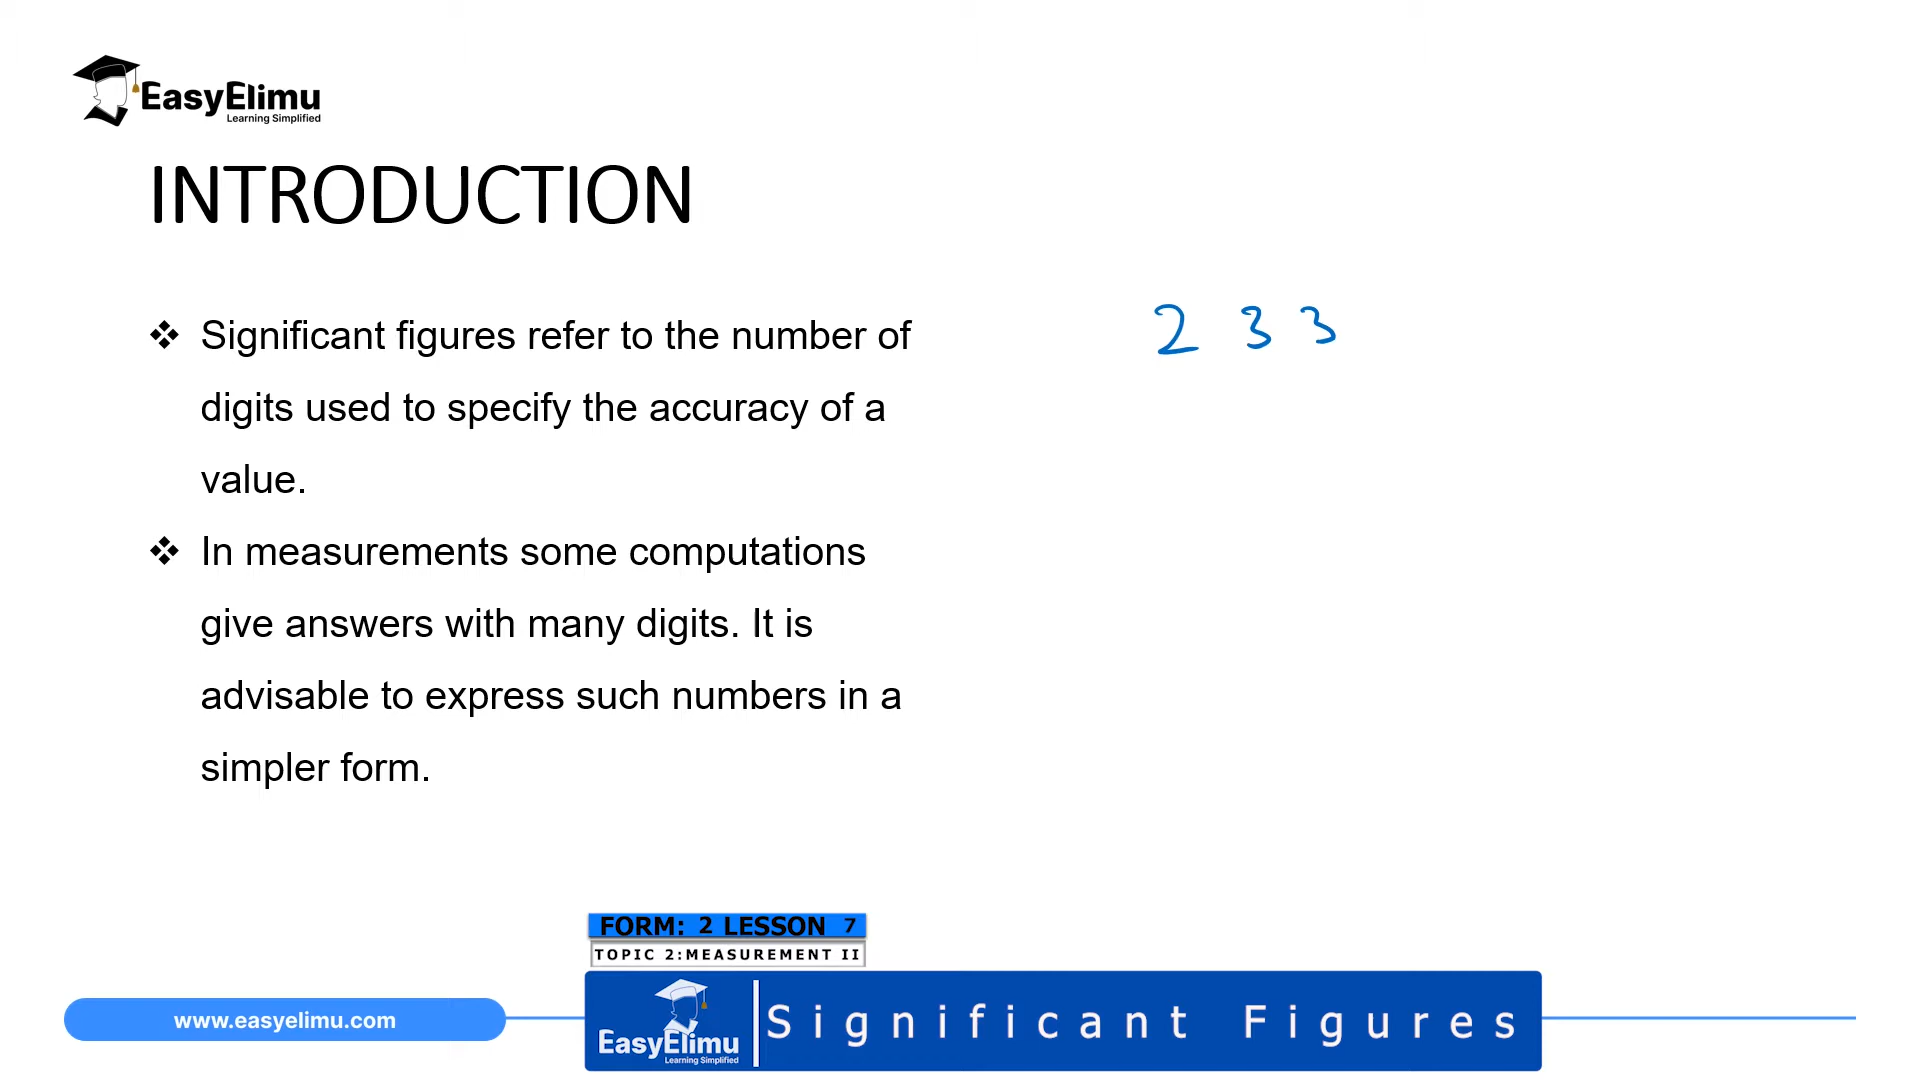 EasyElimu
Learning Simplified
INTRODUCTION
❖ Significant figures refer to the number of
digits used to specify the accuracy of a
value.
❖ In measurements some computations
give answers with many digits. It is
advisable to express such numbers in a
simpler form.
2 3 3
FORM: 2 LESSON 7
TOPIC 2:MEASUREMENT II
www.easyelimu.com
EasyElimu
Learning Simplified
Significant Figures